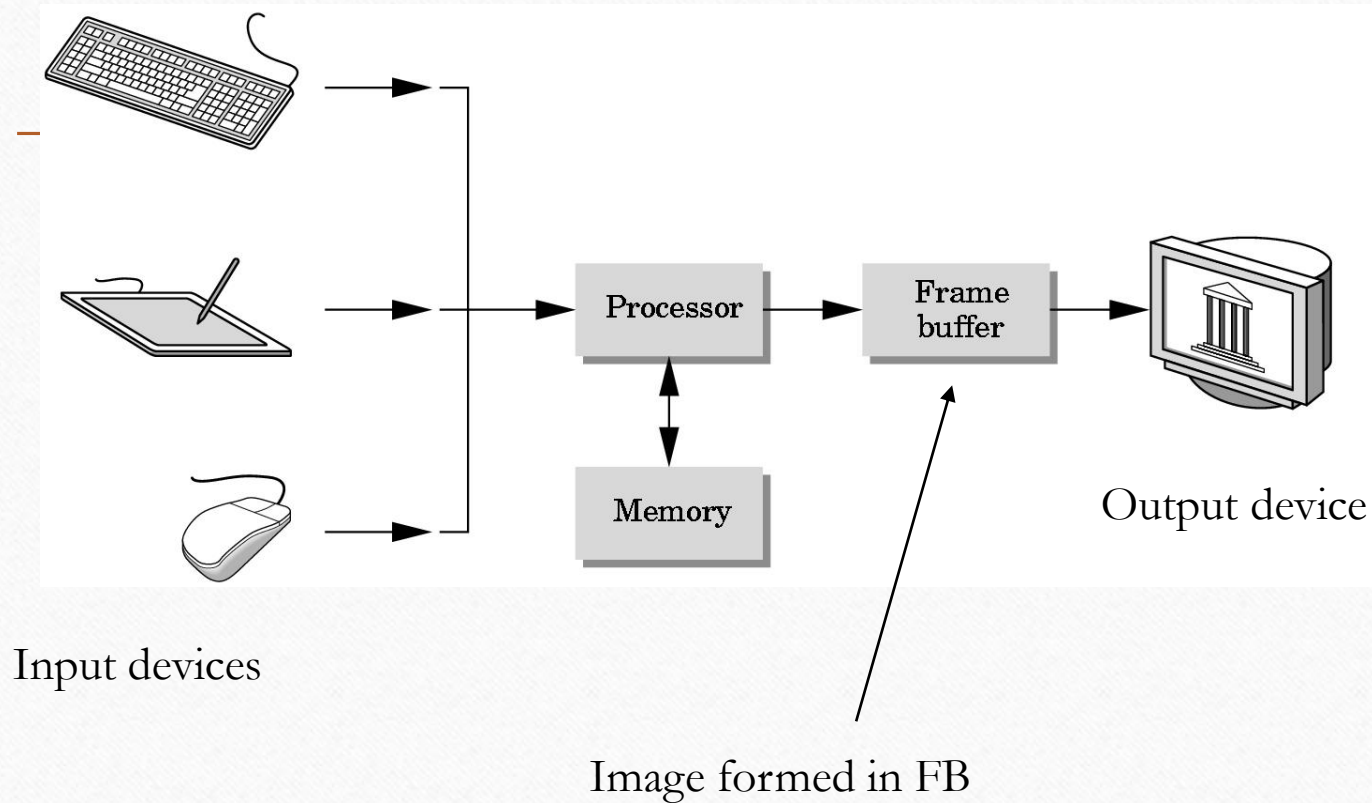 Processor
Frame
buffer
Memory
Output device
Input devices
Image formed in FB